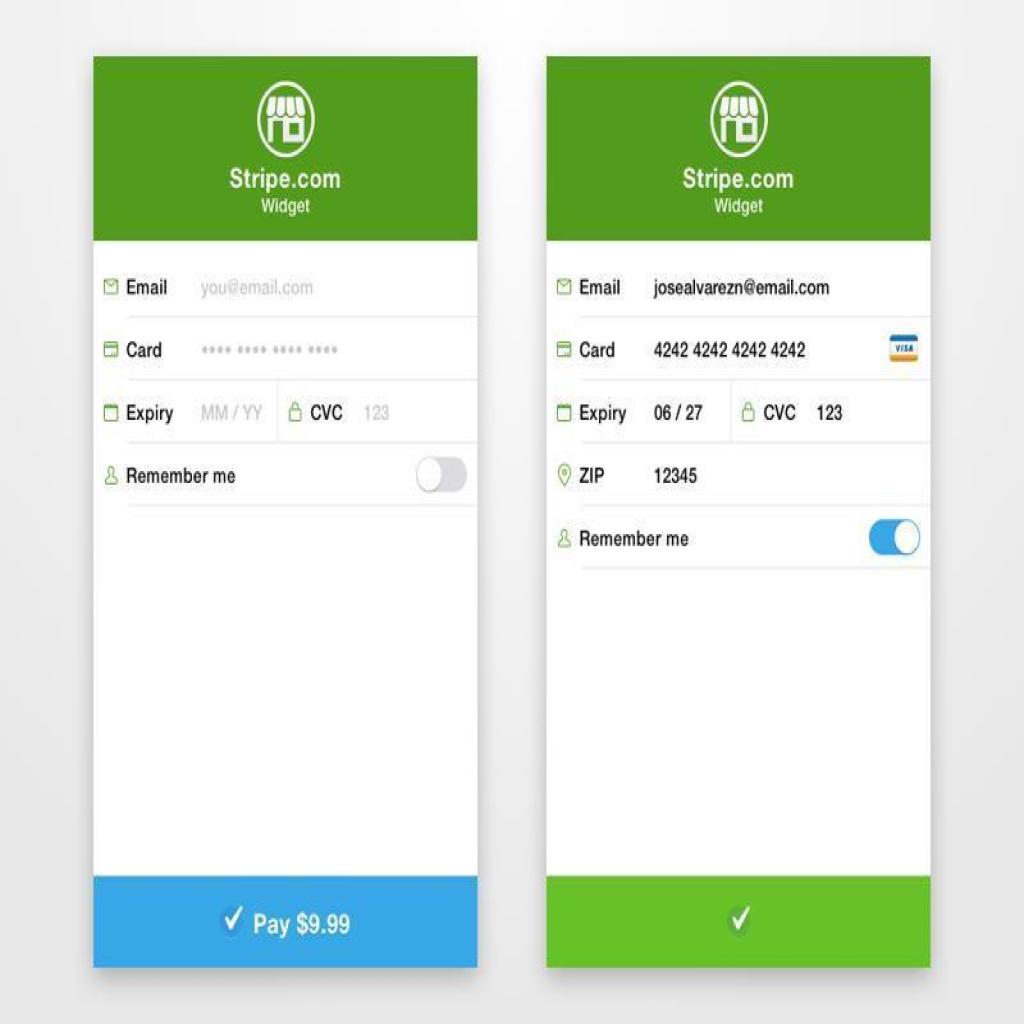 Stripe.com
Widget
Email you@email.com
Card •••• •••• •••• ••••
Expiry MM / YY CVC 123
Remember me
Pay $9.99
Stripe.com
Widget
Email josealvarezn@email.com
Card 4242 4242 4242 4242 VISA
Expiry 06 / 27 CVC 123
ZIP 12345
Remember me